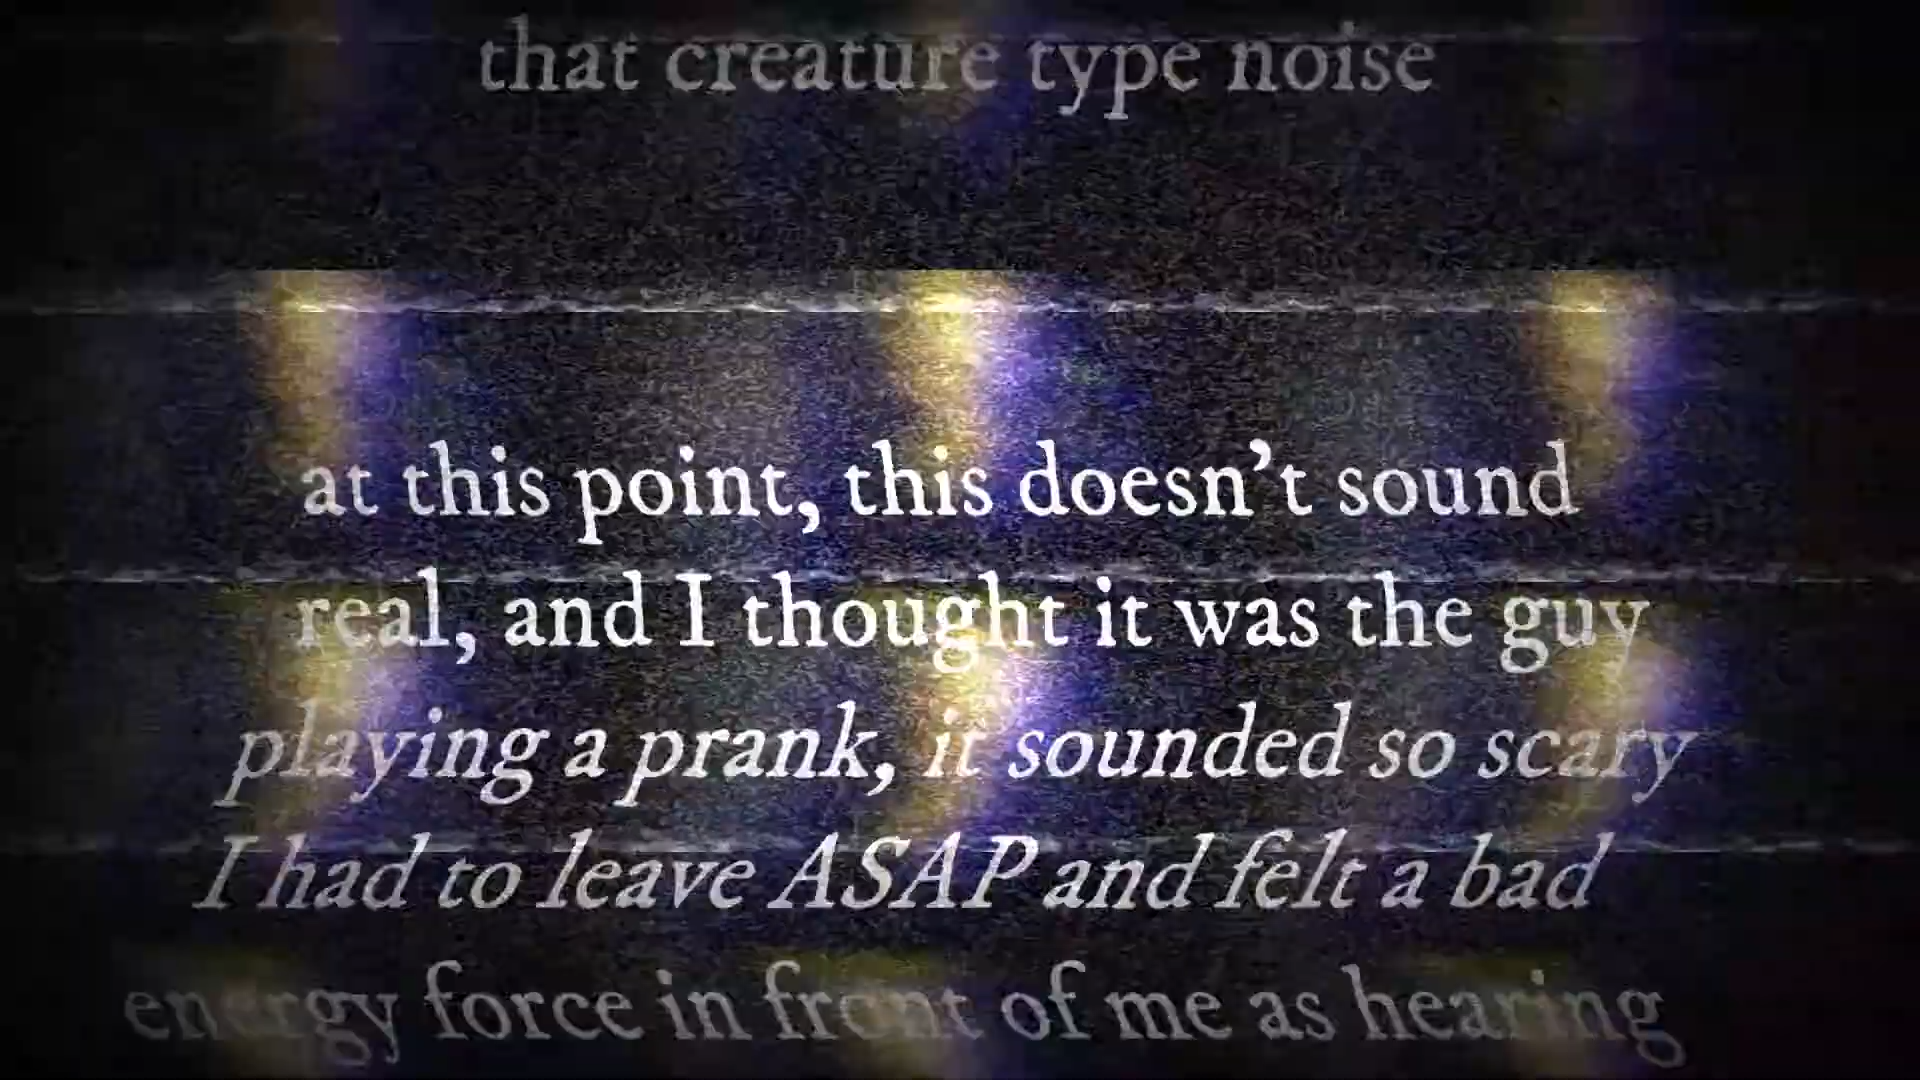 that creature type noise
at this point, this doesn’t sound
real, and I thought it was the guy
playing a prank, it sounded so scary
I had to leave ASAP and felt a bad
energy force in front of me as hearing